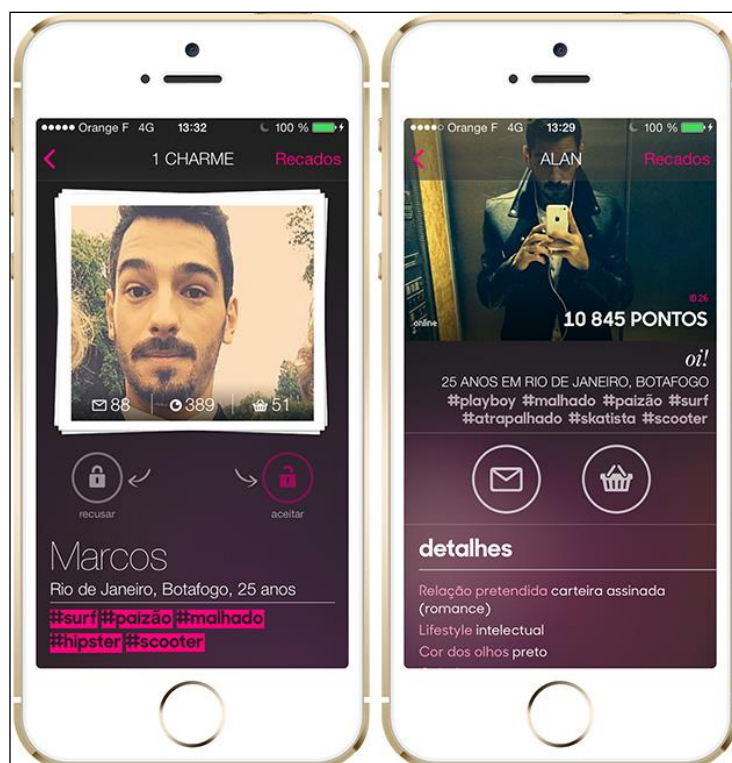 Orange F 4G 13:32 100 %
1 CHARME Recados
88 389 51
recusar aceitar
Marcos
Rio de Janeiro, Botafogo, 25 anos
#surf #paizão #malhado
#hipster #scooter
Orange F 4G 13:29 100 %
ALAN Recados
ID 26
online 10 845 PONTOS
oi!
25 ANOS EM RIO DE JANEIRO, BOTAFOGO
#playboy #malhado #paizão #surf
#atrapalhado #skatista #scooter
detalhes
Relação pretendida carteira assinada
(romance)
Lifestyle intelectual
Cor dos olhos preto